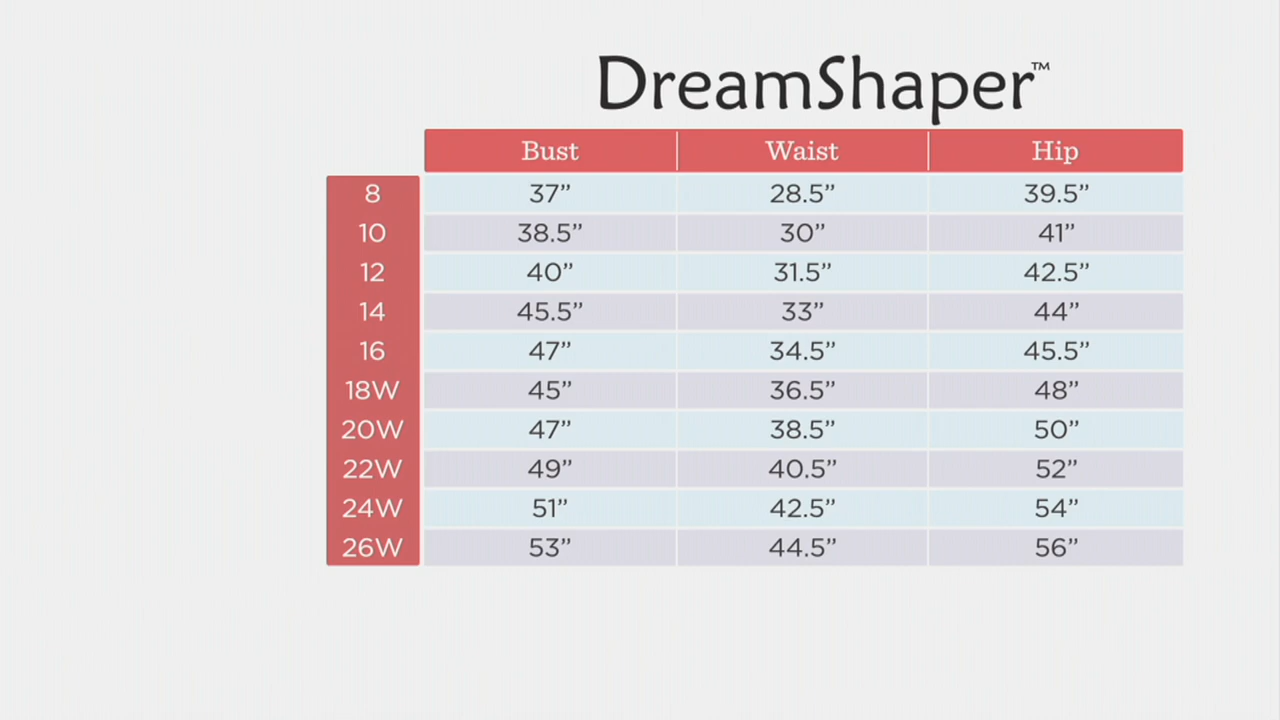 DreamShaper™
Bust Waist Hip
8 37” 28.5” 39.5”
10 38.5” 30” 41”
12 40” 31.5” 42.5”
14 45.5” 33” 44”
16 47” 34.5” 45.5”
18W 45” 36.5” 48”
20W 47” 38.5” 50”
22W 49” 40.5” 52”
24W 51” 42.5” 54”
26W 53” 44.5” 56”